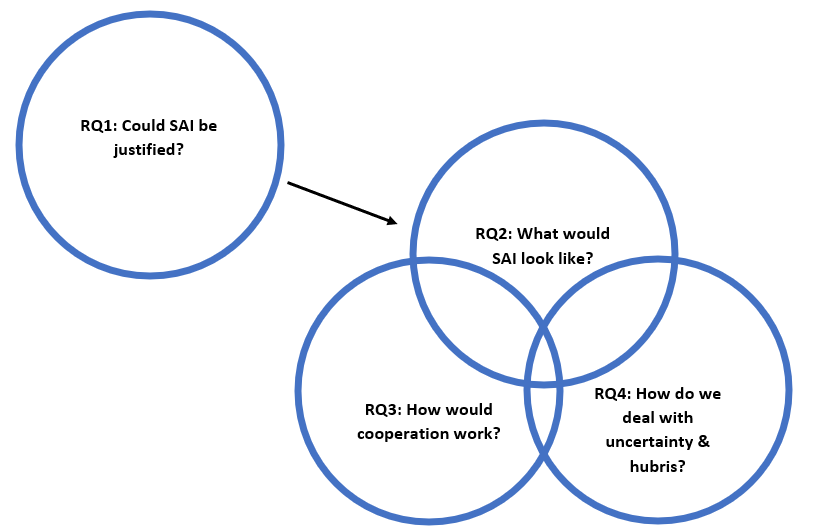 RQ1: Could SAI be
justified?
RQ2: What would
SAI look like?
RQ3: How would
cooperation work?
RQ4: How do we
deal with
uncertainty &
hubris?